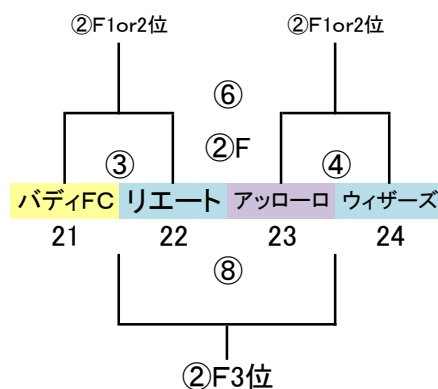 ②F1or2位 ②F1or2位
⑥
③ ②F ④
バディFC リエート アッローロ ウィザーズ
21 22 23 24
⑧
②F3位